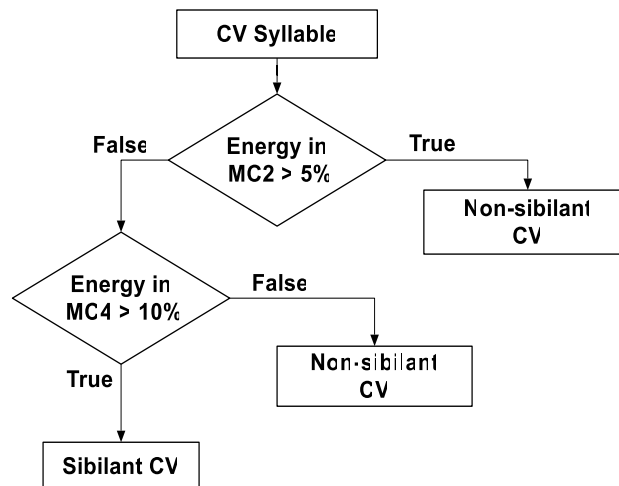 CV Syllable
False
Energy in
MC2 > 5%
True
Non-sibilant
CV
Energy in
MC4 > 10%
False
Non-sibilant
CV
True
Sibilant CV